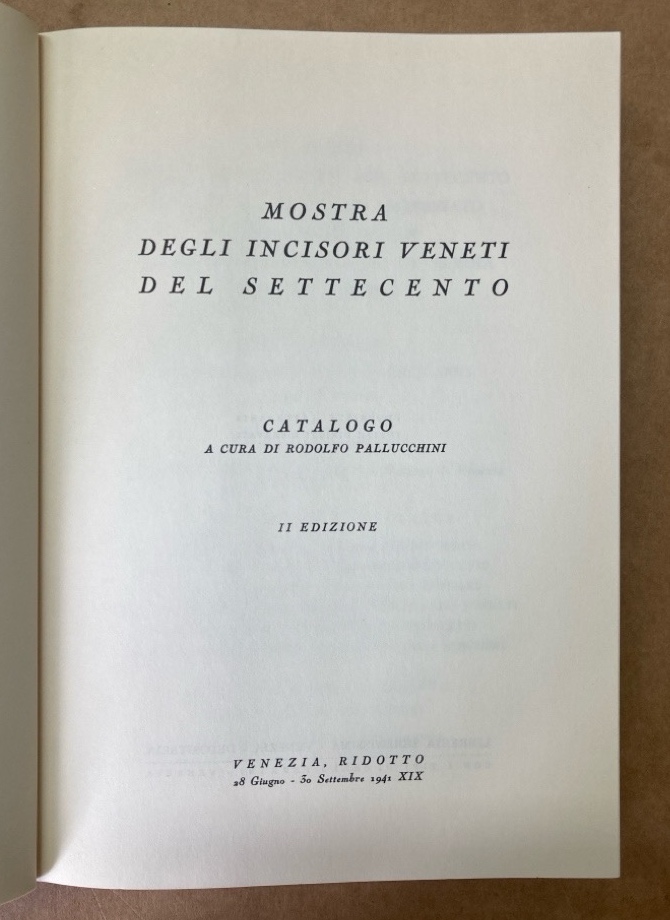 MOSTRA
DEGLI INCISORI VENETI
DEL SETTECENTO
CATALOGO
A CURA DI RODOLFO PALLUCCHINI
II EDIZIONE
VENEZIA, RIDOTTO
28 Giugno - 30 Settembre 1941 XIX